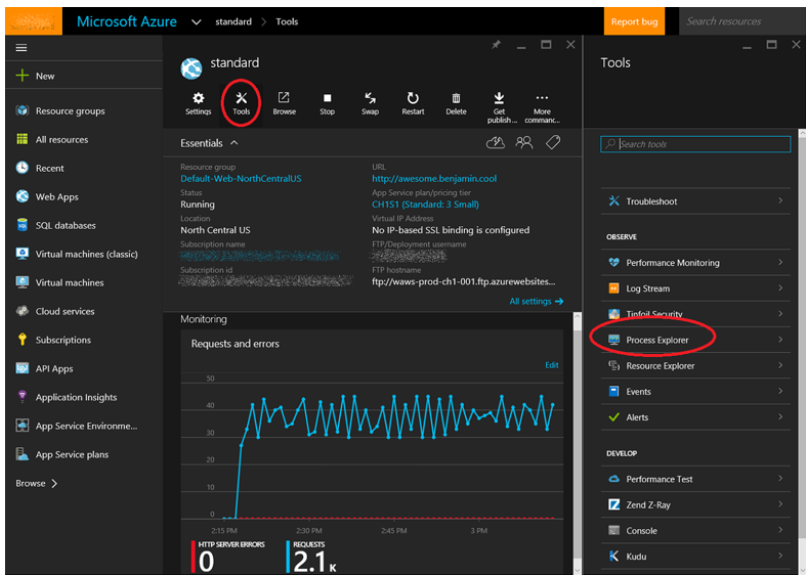 Microsoft Azure
standard > Tools
Report bug
Search resources
New
Resource groups
All resources
Recent
Web Apps
SQL databases
Virtual machines (classic)
Virtual machines
Cloud services
Subscriptions
API Apps
Application Insights
App Service Environme...
App Service plans
Browse >
standard
Settings
Tools
Browse
Stop
Swap
Restart
Delete
Get publish...
More commanc...
Essentials
Resource group
Default-Web-NorthCentralUS
Status
Running
Location
North Central US
Subscription name
Subscription id
URL
http://awesome.benjamin.cool
App Service plan/pricing tier
CH1S1 (Standard: 3 Small)
Virtual IP Address
No IP-based SSL binding is configured
FTP/Deployment username
FTP hostname
ftp://waws-prod-ch1-001.ftp.azurewebsites...
All settings →
Monitoring
Requests and errors
Edit
50
40
30
20
10
0
2:15 PM
2:30 PM
2:45 PM
3 PM
HTTP SERVER ERRORS
0
REQUESTS
2.1 K
Tools
Search tools
Troubleshoot
OBSERVE
Performance Monitoring
Log Stream
Tinfoil Security
Process Explorer
Resource Explorer
Events
Alerts
DEVELOP
Performance Test
Zend Z-Ray
Console
Kudu